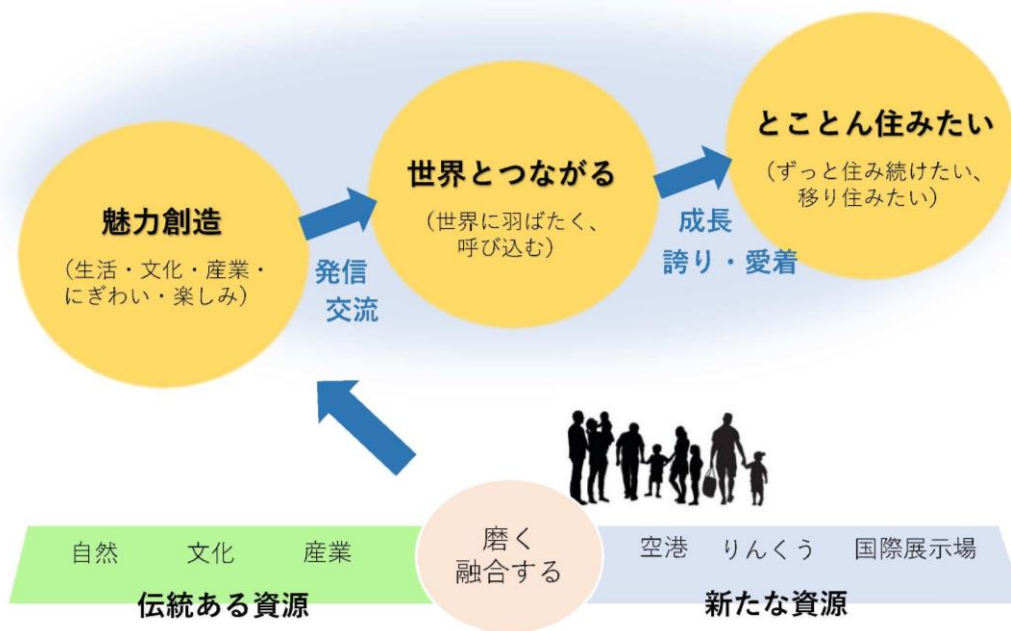 魅力創造
（生活・文化・産業・
にぎわい・楽しみ）
発信
交流
世界とつながる
（世界に羽ばたく、
呼び込む）
成長
誇り・愛着
とことん住みたい
（ずっと住み続けたい、
移り住みたい）
自然 文化 産業
伝統ある資源
磨く
融合する
空港 りんくう 国際展示場
新たな資源